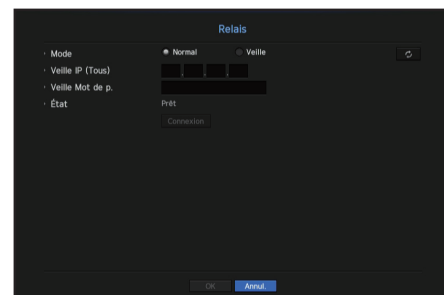 Relais
Mode Normal Veille
Veille IP (Tous) . . .
Veille Mot de p.
État Prêt
Connexion
OK Annul.